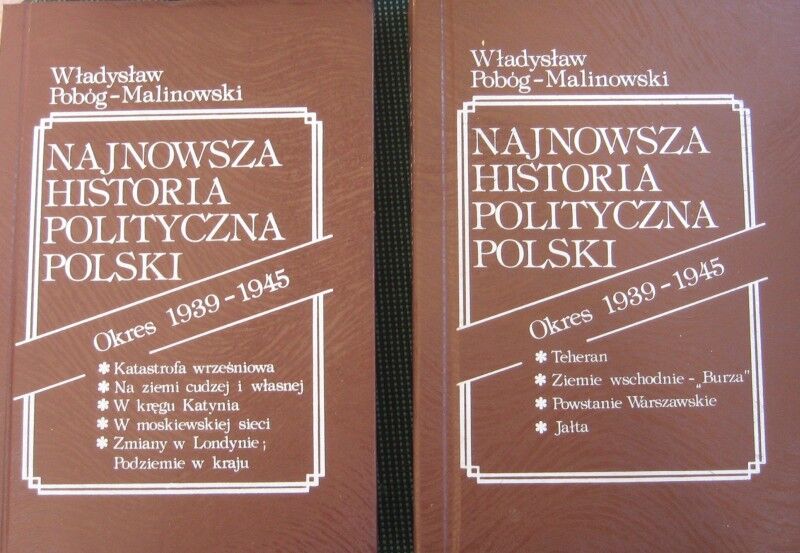 Władysław
Pobóg-Malinowski
NAJNOWSZA
HISTORIA
POLITYCZNA
POLSKI
Okres 1939-1945
✱ Katastrofa wrześniowa
✱ Na ziemi cudzej i własnej
✱ W kręgu Katynia
✱ W moskiewskiej sieci
✱ Zmiany w Londynie;
Podziemie w kraju
Władysław
Pobóg-Malinowski
NAJNOWSZA
HISTORIA
POLITYCZNA
POLSKI
Okres 1939-1945
✱ Teheran
✱ Ziemie wschodnie-„Burza"
✱ Powstanie Warszawskie
✱ Jałta